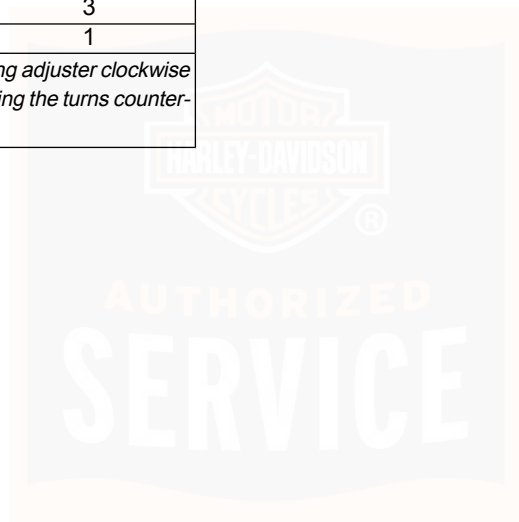 3
1
ng adjuster clockwise
ing the turns counter-
MOTOR
HARLEY-DAVIDSON
CYCLES
®
AUTHORIZED
SERVICE